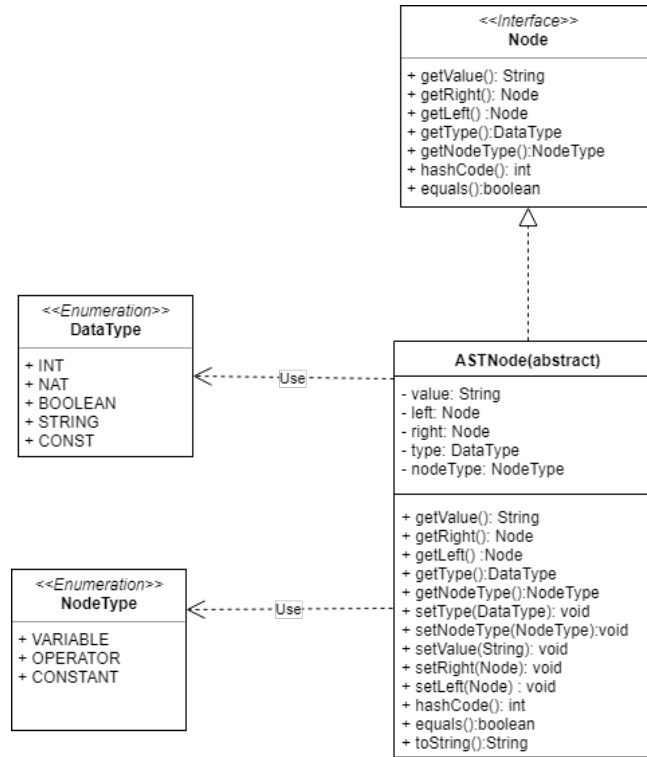 <<Interface>>
Node
+ getValue(): String
+ getRight(): Node
+ getLeft() :Node
+ getType():DataType
+ getNodeType():NodeType
+ hashCode(): int
+ equals():boolean
<<Enumeration>>
DataType
+ INT
+ NAT
+ BOOLEAN
+ STRING
+ CONST
Use
ASTNode(abstract)
- value: String
- left: Node
- right: Node
- type: DataType
- nodeType: NodeType
+ getValue(): String
+ getRight(): Node
+ getLeft() :Node
+ getType():DataType
+ getNodeType():NodeType
+ setType(DataType): void
+ setNodeType(NodeType):void
+ setValue(String): void
+ setRight(Node): void
+ setLeft(Node) : void
+ hashCode(): int
+ equals():boolean
+ toString():String
<<Enumeration>>
NodeType
+ VARIABLE
+ OPERATOR
+ CONSTANT
Use